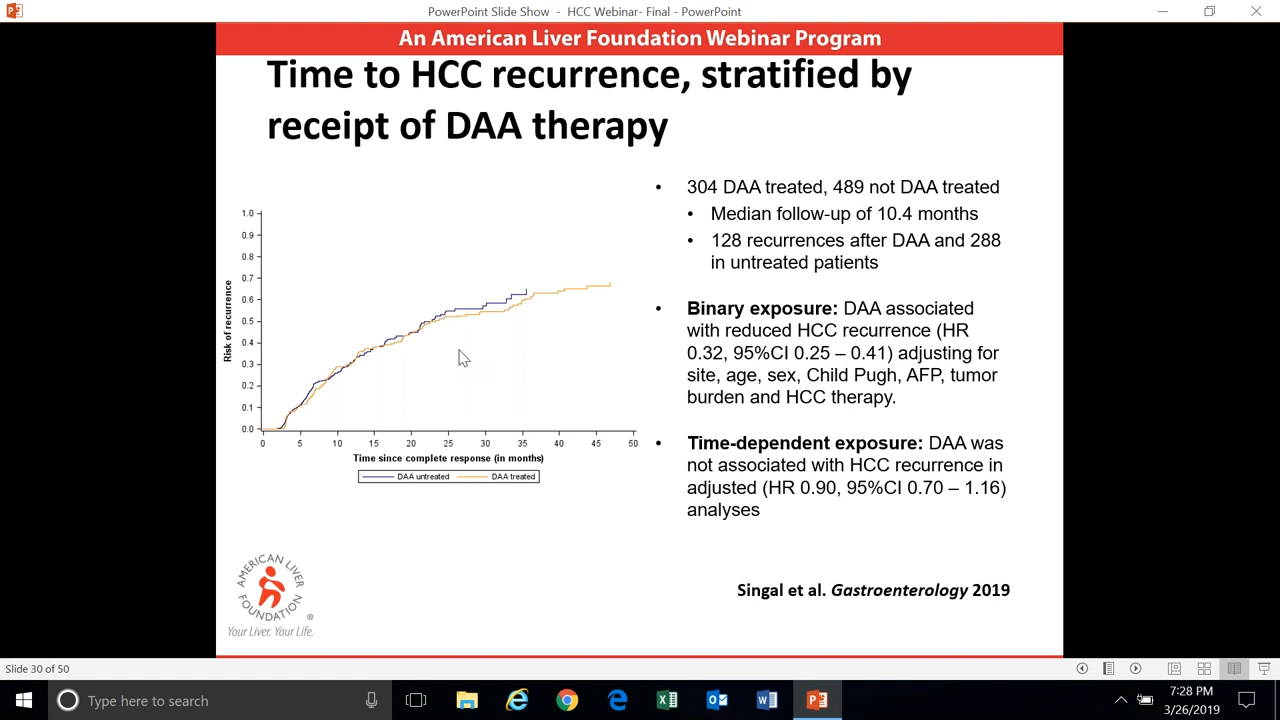 PowerPoint Slide Show - HCC Webinar- Final - PowerPoint
An American Liver Foundation Webinar Program
Time to HCC recurrence, stratified by
receipt of DAA therapy
• 304 DAA treated, 489 not DAA treated
• Median follow-up of 10.4 months
• 128 recurrences after DAA and 288
in untreated patients
• Binary exposure: DAA associated
with reduced HCC recurrence (HR
0.32, 95%CI 0.25 – 0.41) adjusting for
site, age, sex, Child Pugh, AFP, tumor
burden and HCC therapy.
• Time-dependent exposure: DAA was
not associated with HCC recurrence in
adjusted (HR 0.90, 95%CI 0.70 – 1.16)
analyses
Risk of recurrence
1.0
0.9
0.8
0.7
0.6
0.5
0.4
0.3
0.2
0.1
0.0
0 5 10 15 20 25 30 35 40 45 50
Time since complete response (in months)
DAA untreated DAA treated
Singal et al. Gastroenterology 2019
AMERICAN LIVER
FOUNDATION
®
Your Liver. Your Life.
Slide 30 of 50
Type here to search
7:28 PM
3/26/2019